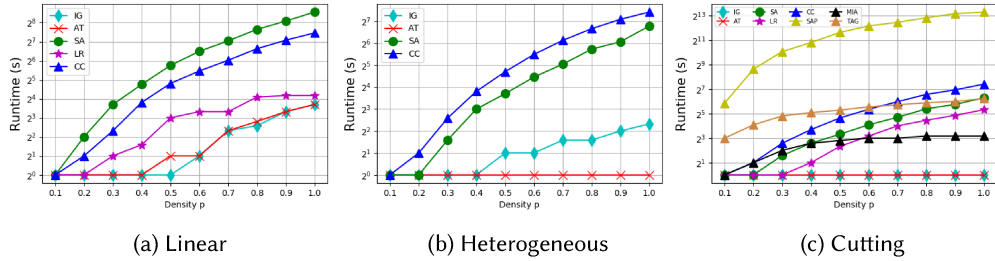 IG
AT
SA
LR
CC
Runtime (s)
2^8
2^7
2^6
2^5
2^4
2^3
2^2
2^1
2^0
0.1 0.2 0.3 0.4 0.5 0.6 0.7 0.8 0.9 1.0
Density p
(a) Linear
IG
AT
SA
CC
Runtime (s)
2^7
2^6
2^5
2^4
2^3
2^2
2^1
2^0
0.1 0.2 0.3 0.4 0.5 0.6 0.7 0.8 0.9 1.0
Density p
(b) Heterogeneous
IG SA CC MIA
AT LR SAP TAG
Runtime (s)
2^13
2^11
2^9
2^7
2^5
2^3
2^1
0.1 0.2 0.3 0.4 0.5 0.6 0.7 0.8 0.9 1.0
Density p
(c) Cutting